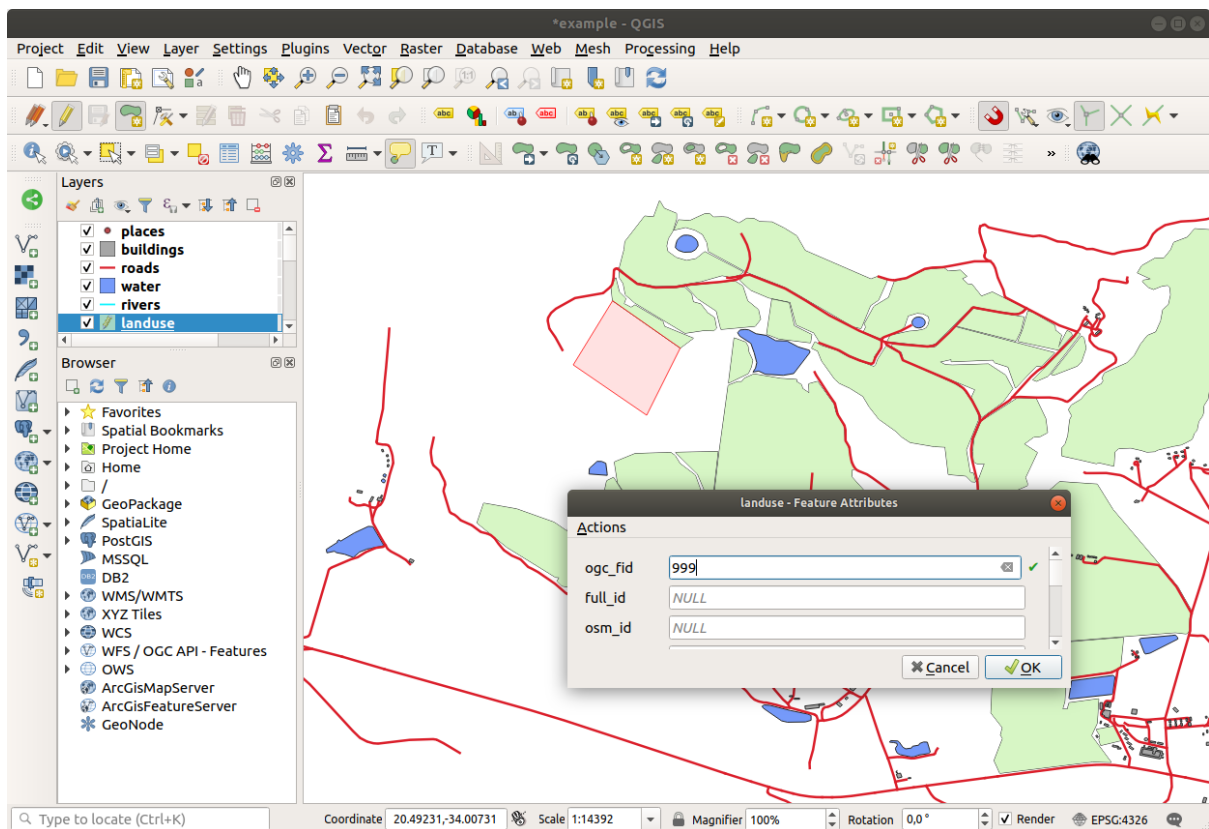 *example - QGIS
Project Edit View Layer Settings Plugins Vector Raster Database Web Mesh Processing Help
Layers
places
buildings
roads
water
rivers
landuse
Browser
Favorites
Spatial Bookmarks
Project Home
Home
/
GeoPackage
SpatiaLite
PostGIS
MSSQL
DB2
WMS/WMTS
XYZ Tiles
WCS
WFS / OGC API - Features
OWS
ArcGisMapServer
ArcGisFeatureServer
GeoNode
landuse - Feature Attributes
Actions
ogc_fid 999
full_id NULL
osm_id NULL
Cancel OK
Type to locate (Ctrl+K) Coordinate 20.49231,-34.00731 Scale 1:14392 Magnifier 100% Rotation 0,0 ° Render EPSG:4326